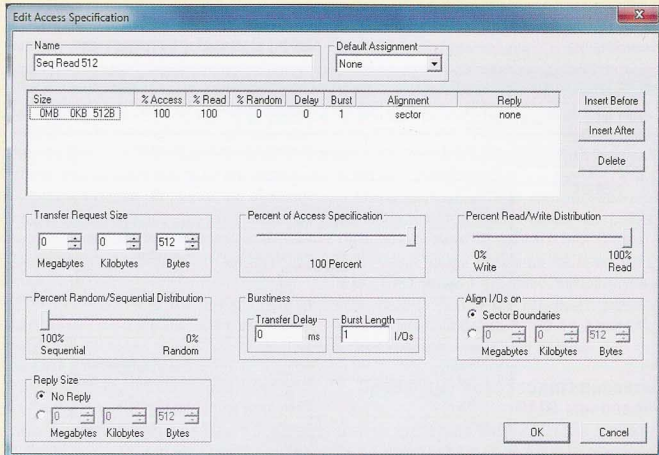 Edit Access Specification
Name
Seq Read 512
Default Assignment
None
Size % Access % Read % Random Delay Burst Alignment Reply
0MB 0KB 512B 100 100 0 0 1 sector none
Insert Before
Insert After
Delete
Transfer Request Size
0 0 512
Megabytes Kilobytes Bytes
Percent of Access Specification
100 Percent
Percent Read/Write Distribution
0% 100%
Write Read
Percent Random/Sequential Distribution
100% 0%
Sequential Random
Burstiness
Transfer Delay
0 ms
Burst Length
1 I/Os
Align I/Os on
Sector Boundaries
0 0 512
Megabytes Kilobytes Bytes
Reply Size
No Reply
0 0 512
Megabytes Kilobytes Bytes
OK
Cancel